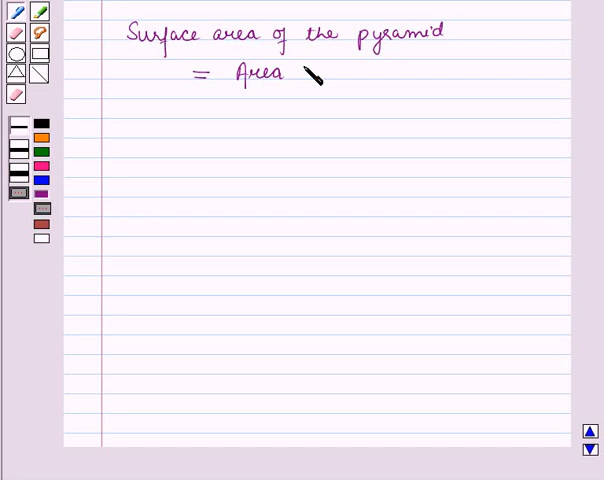 Surface area of the pyramid
= Area